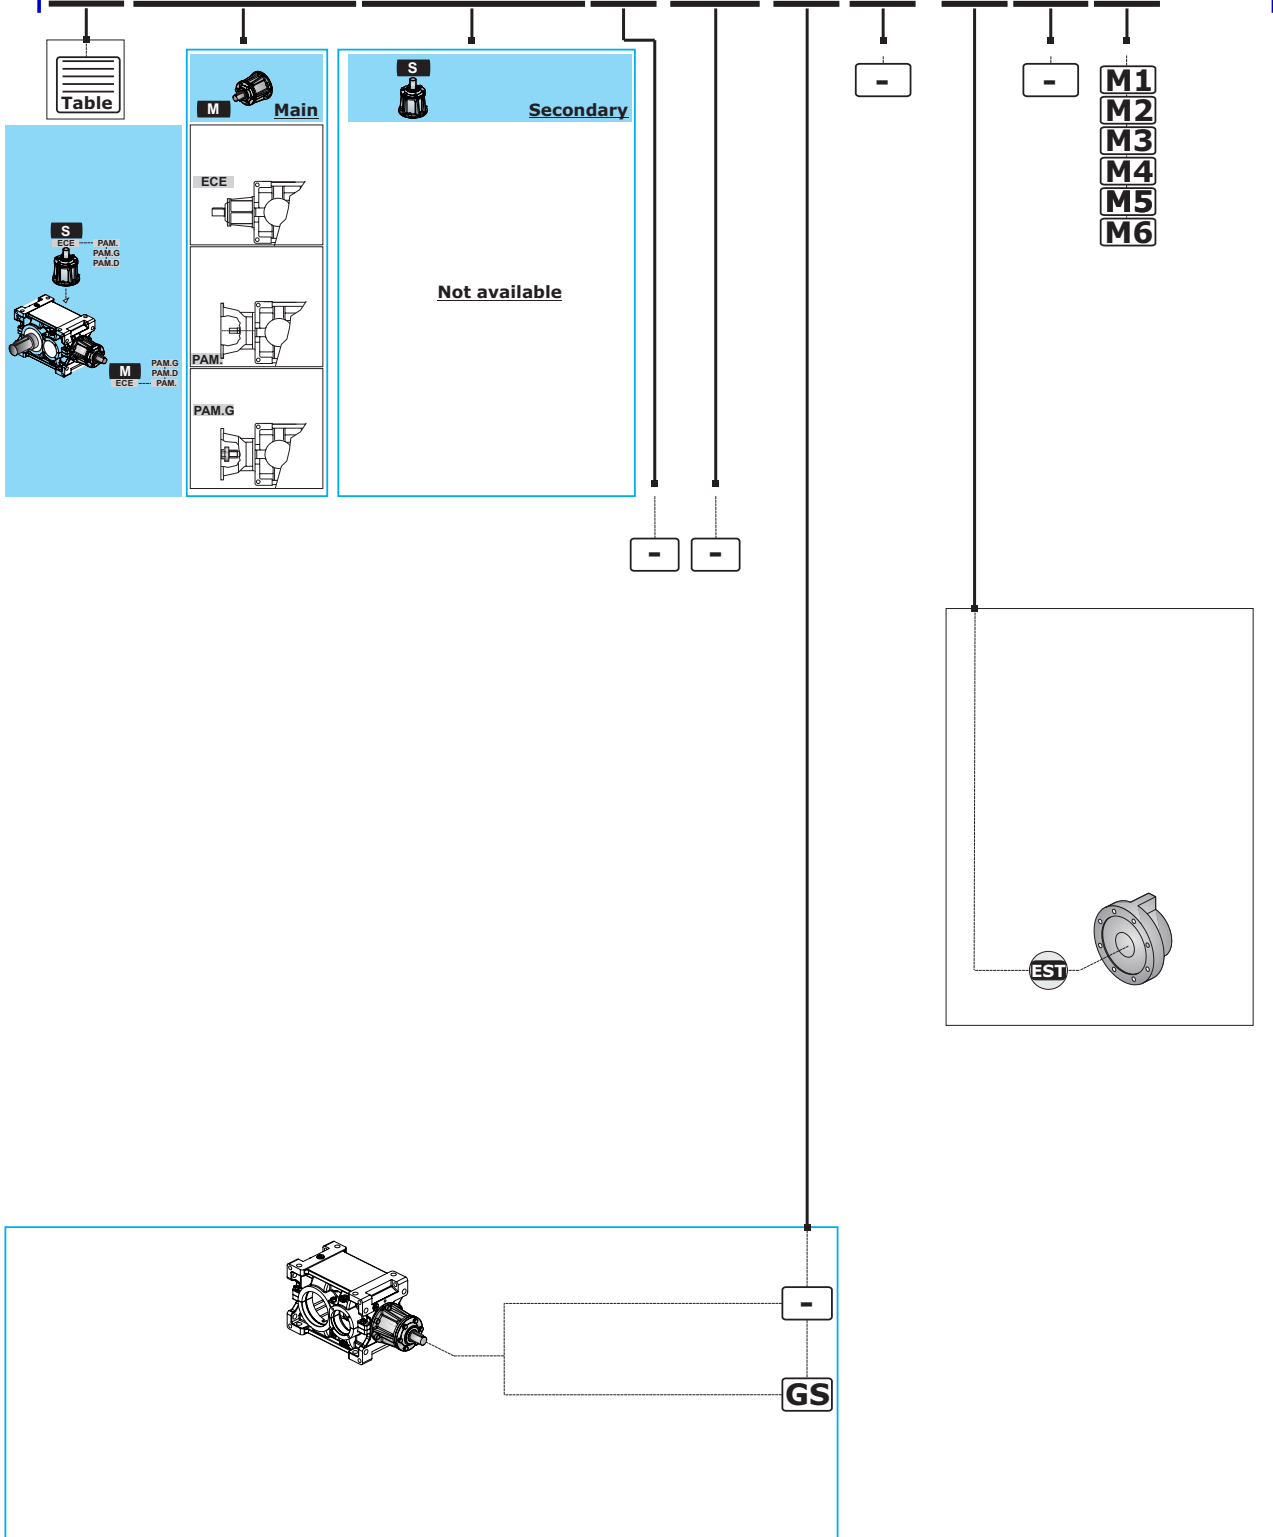 Table
M
Main
S
Secondary
-
-
M1
M2
M3
M4
M5
M6
S
ECE PAM.
PAM.G
PAM.D
PAM.G
M PAM.D
ECE PAM.
ECE
PAM.
PAM.G
Not available
- -
EST
-
GS